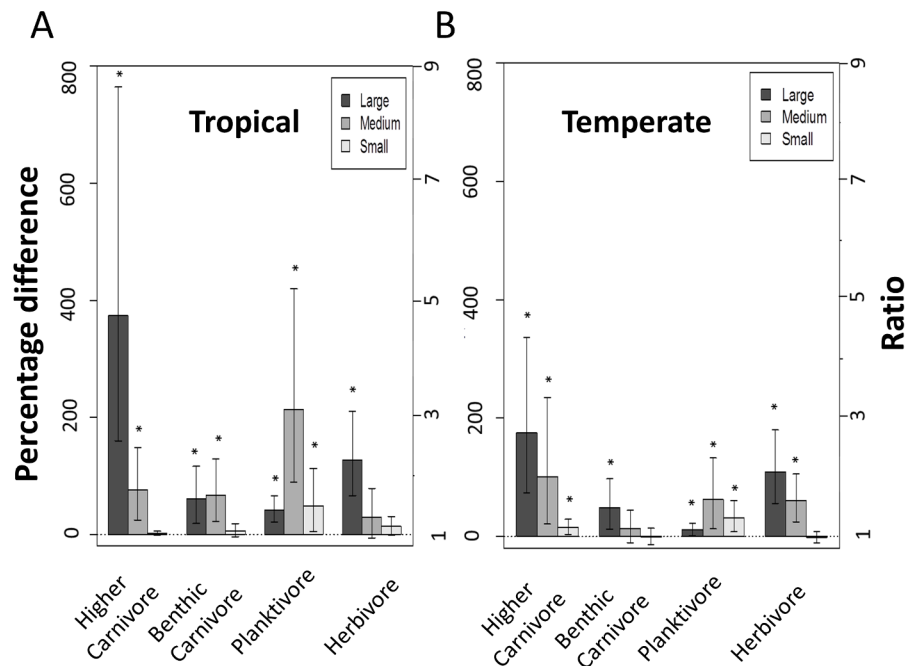 A
B
800
600
400
200
0
Percentage difference
*
*
*
*
*
*
*
*
Tropical
Large
Medium
Small
9
7
5
3
1
Higher
Carnivore
Benthic
Carnivore
Planktivore
Herbivore
800
600
400
200
0
*
*
*
*
*
*
*
*
*
Temperate
Large
Medium
Small
9
7
5
3
1
Ratio
Higher
Carnivore
Benthic
Carnivore
Planktivore
Herbivore